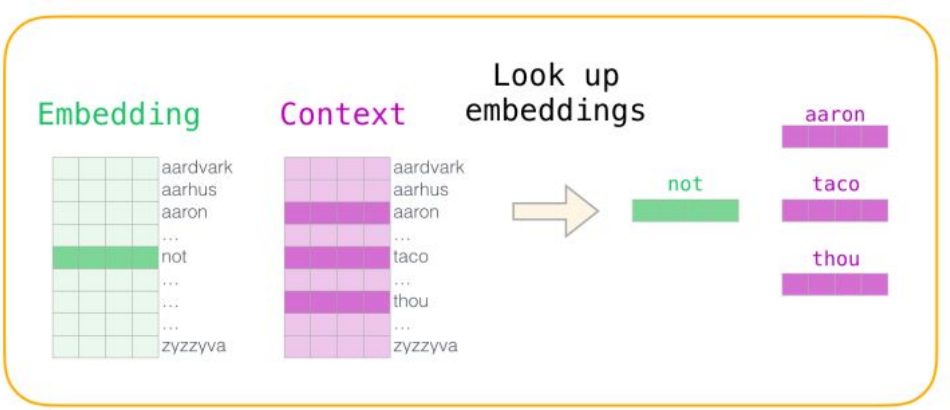 Look up
embeddings
Embedding
Context
aardvark
aarhus
aaron
...
not
...
...
...
zyzzyva
aardvark
aarhus
aaron
...
taco
...
thou
...
zyzzyva
not
aaron
taco
thou